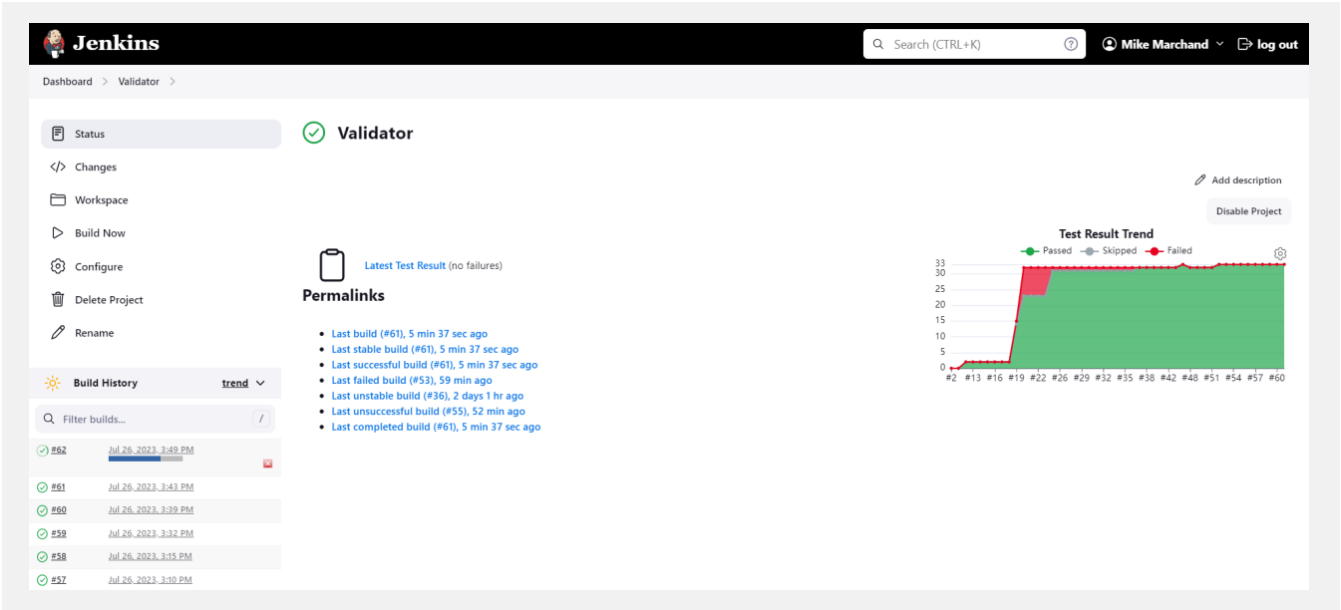 Jenkins
Search (CTRL+K)
?
Mike Marchand
log out
Dashboard > Validator >
Status
Changes
Workspace
Build Now
Configure
Delete Project
Rename
Build History
trend
Filter builds...
/
#62 Jul 26, 2023, 3:49 PM
#61 Jul 26, 2023, 3:43 PM
#60 Jul 26, 2023, 3:39 PM
#59 Jul 26, 2023, 3:32 PM
#58 Jul 26, 2023, 3:15 PM
#57 Jul 26, 2023, 3:10 PM
Validator
Add description
Disable Project
Latest Test Result (no failures)
Permalinks
• Last build (#61), 5 min 37 sec ago
• Last stable build (#61), 5 min 37 sec ago
• Last successful build (#61), 5 min 37 sec ago
• Last failed build (#53), 59 min ago
• Last unstable build (#36), 2 days 1 hr ago
• Last unsuccessful build (#55), 52 min ago
• Last completed build (#61), 5 min 37 sec ago
Test Result Trend
Passed Skipped Failed
33
30
25
20
15
10
5
0
#2 #13 #16 #19 #22 #26 #29 #32 #35 #38 #42 #48 #51 #54 #57 #60